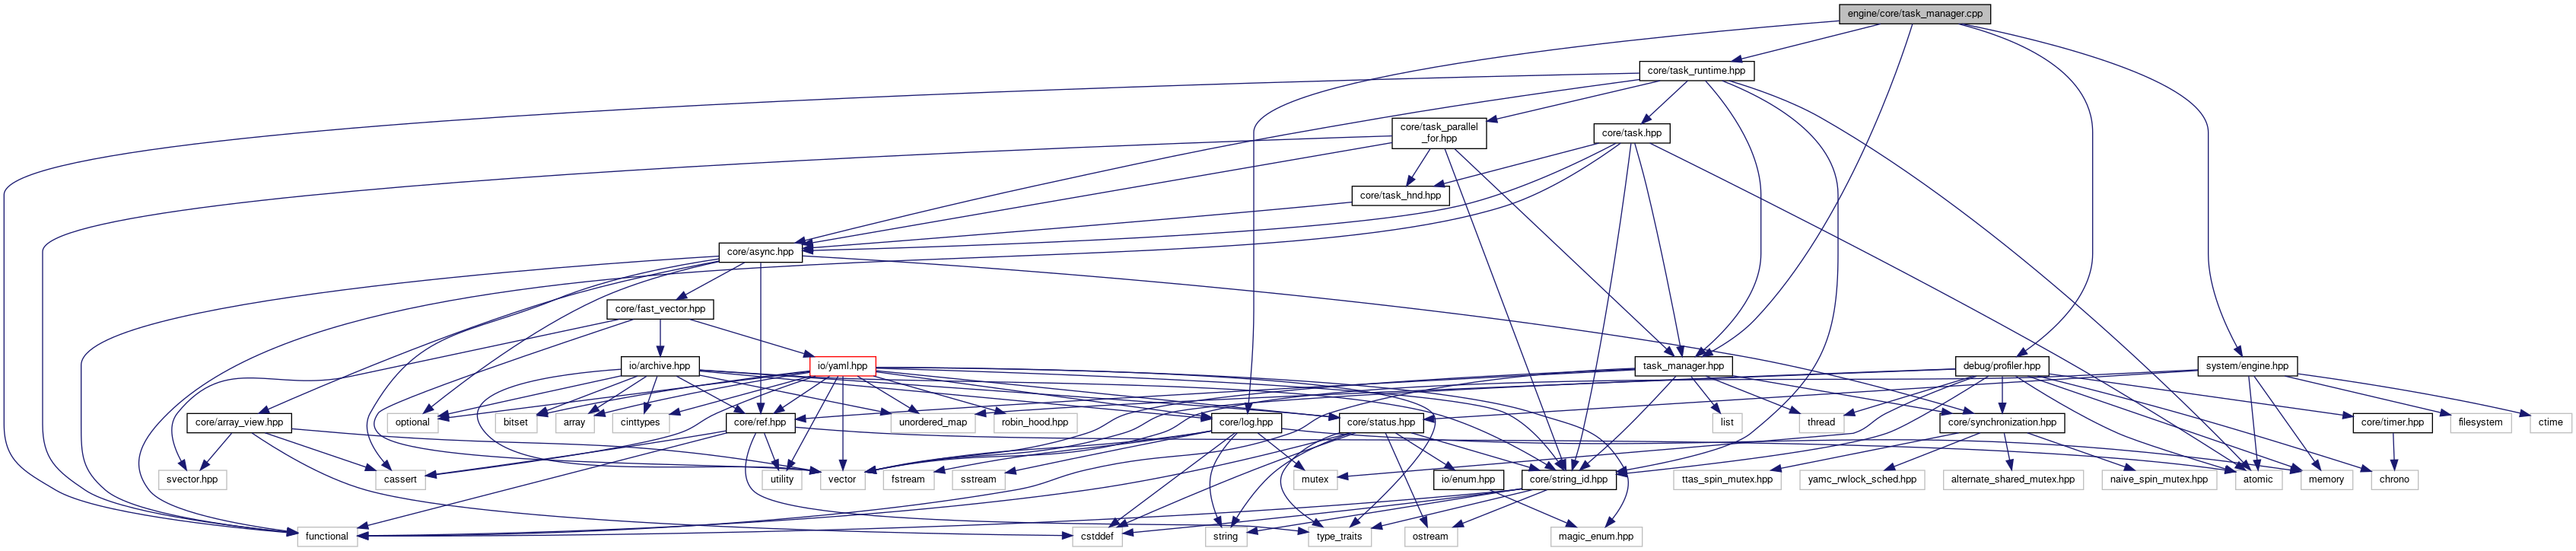 engine/core/task_manager.cpp
core/task_runtime.hpp
core/task_parallel
_for.hpp
core/task.hpp
core/task_hnd.hpp
core/async.hpp
core/fast_vector.hpp
io/archive.hpp
io/yaml.hpp
task_manager.hpp
debug/profiler.hpp
system/engine.hpp
core/array_view.hpp
optional
bitset
array
cinttypes
core/ref.hpp
unordered_map
robin_hood.hpp
core/log.hpp
core/status.hpp
list
thread
core/synchronization.hpp
core/timer.hpp
filesystem
ctime
svector.hpp
cassert
utility
vector
fstream
sstream
mutex
io/enum.hpp
core/string_id.hpp
ttas_spin_mutex.hpp
yamc_rwlock_sched.hpp
alternate_shared_mutex.hpp
naive_spin_mutex.hpp
atomic
memory
chrono
functional
cstddef
string
type_traits
ostream
magic_enum.hpp